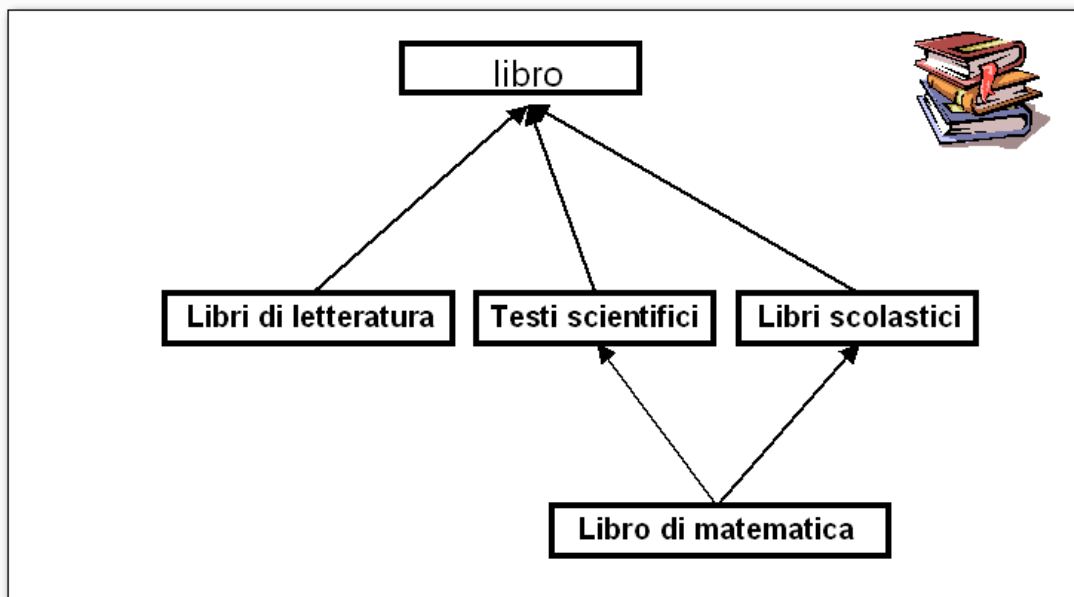 libro
Libri di letteratura
Testi scientifici
Libri scolastici
Libro di matematica